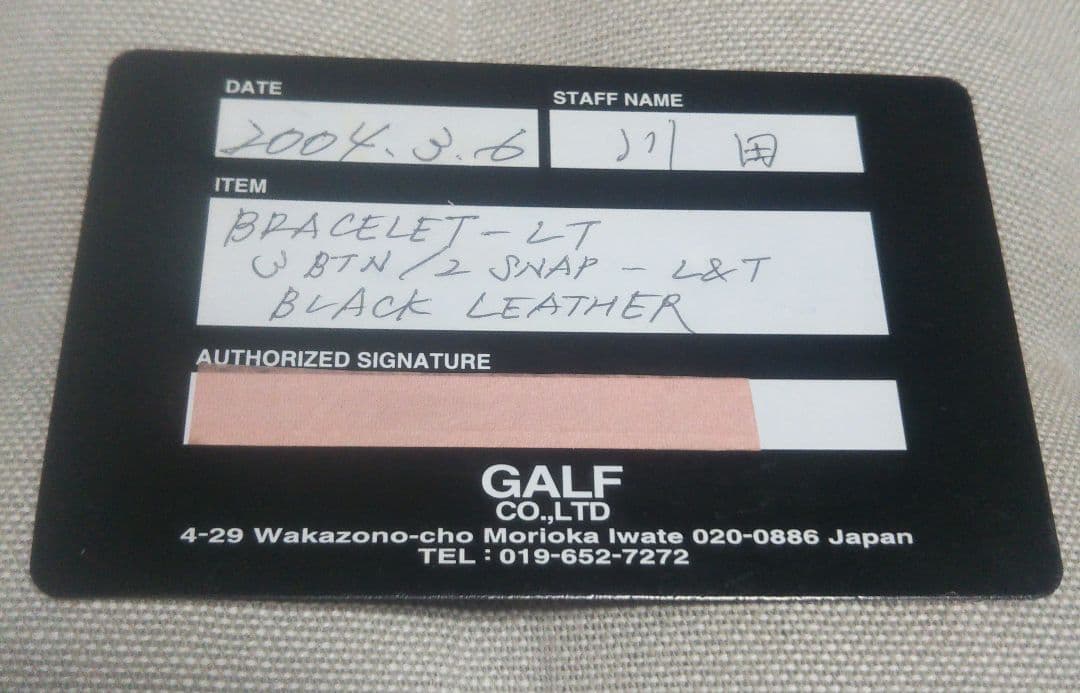 DATE
2004.3.6
STAFF NAME
川田
ITEM
BRACELET-LT
3 BTN/2 SNAP - L&T
BLACK LEATHER
AUTHORIZED SIGNATURE
GALF
CO.,LTD
4-29 Wakazono-cho Morioka Iwate 020-0886 Japan
TEL:019-652-7272